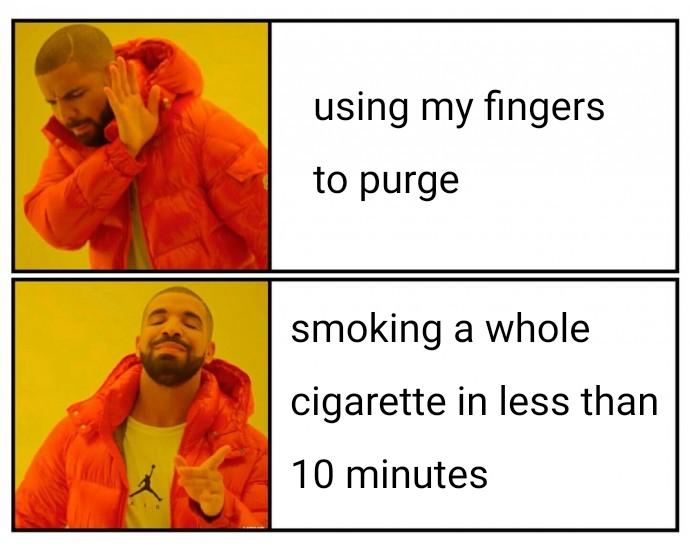 using my fingers
to purge
smoking a whole
cigarette in less than
10 minutes